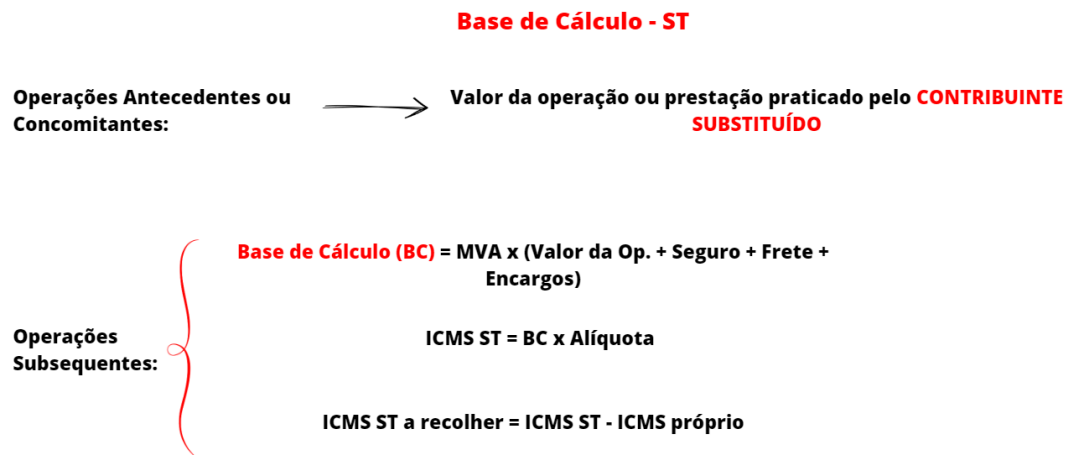 Base de Cálculo - ST
Operações Antecedentes ou
Concomitantes:
Valor da operação ou prestação praticado pelo CONTRIBUINTE
SUBSTITUÍDO
Base de Cálculo (BC) = MVA x (Valor da Op. + Seguro + Frete +
Encargos)
Operações
Subsequentes:
ICMS ST = BC x Alíquota
ICMS ST a recolher = ICMS ST - ICMS próprio